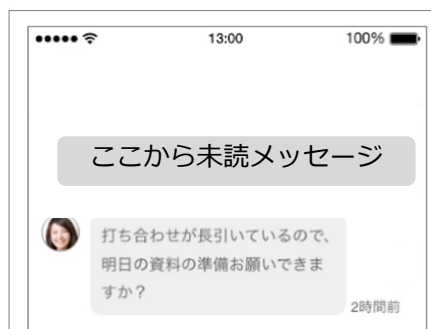 13:00 100%
ここから未読メッセージ
打ち合わせが長引いているので、
明日の資料の準備お願いできま
すか？
2時間前